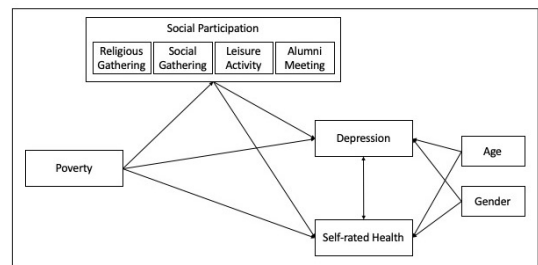 Social Participation
Religious Gathering
Social Gathering
Leisure Activity
Alumni Meeting
Depression
Age
Poverty
Gender
Self-rated Health